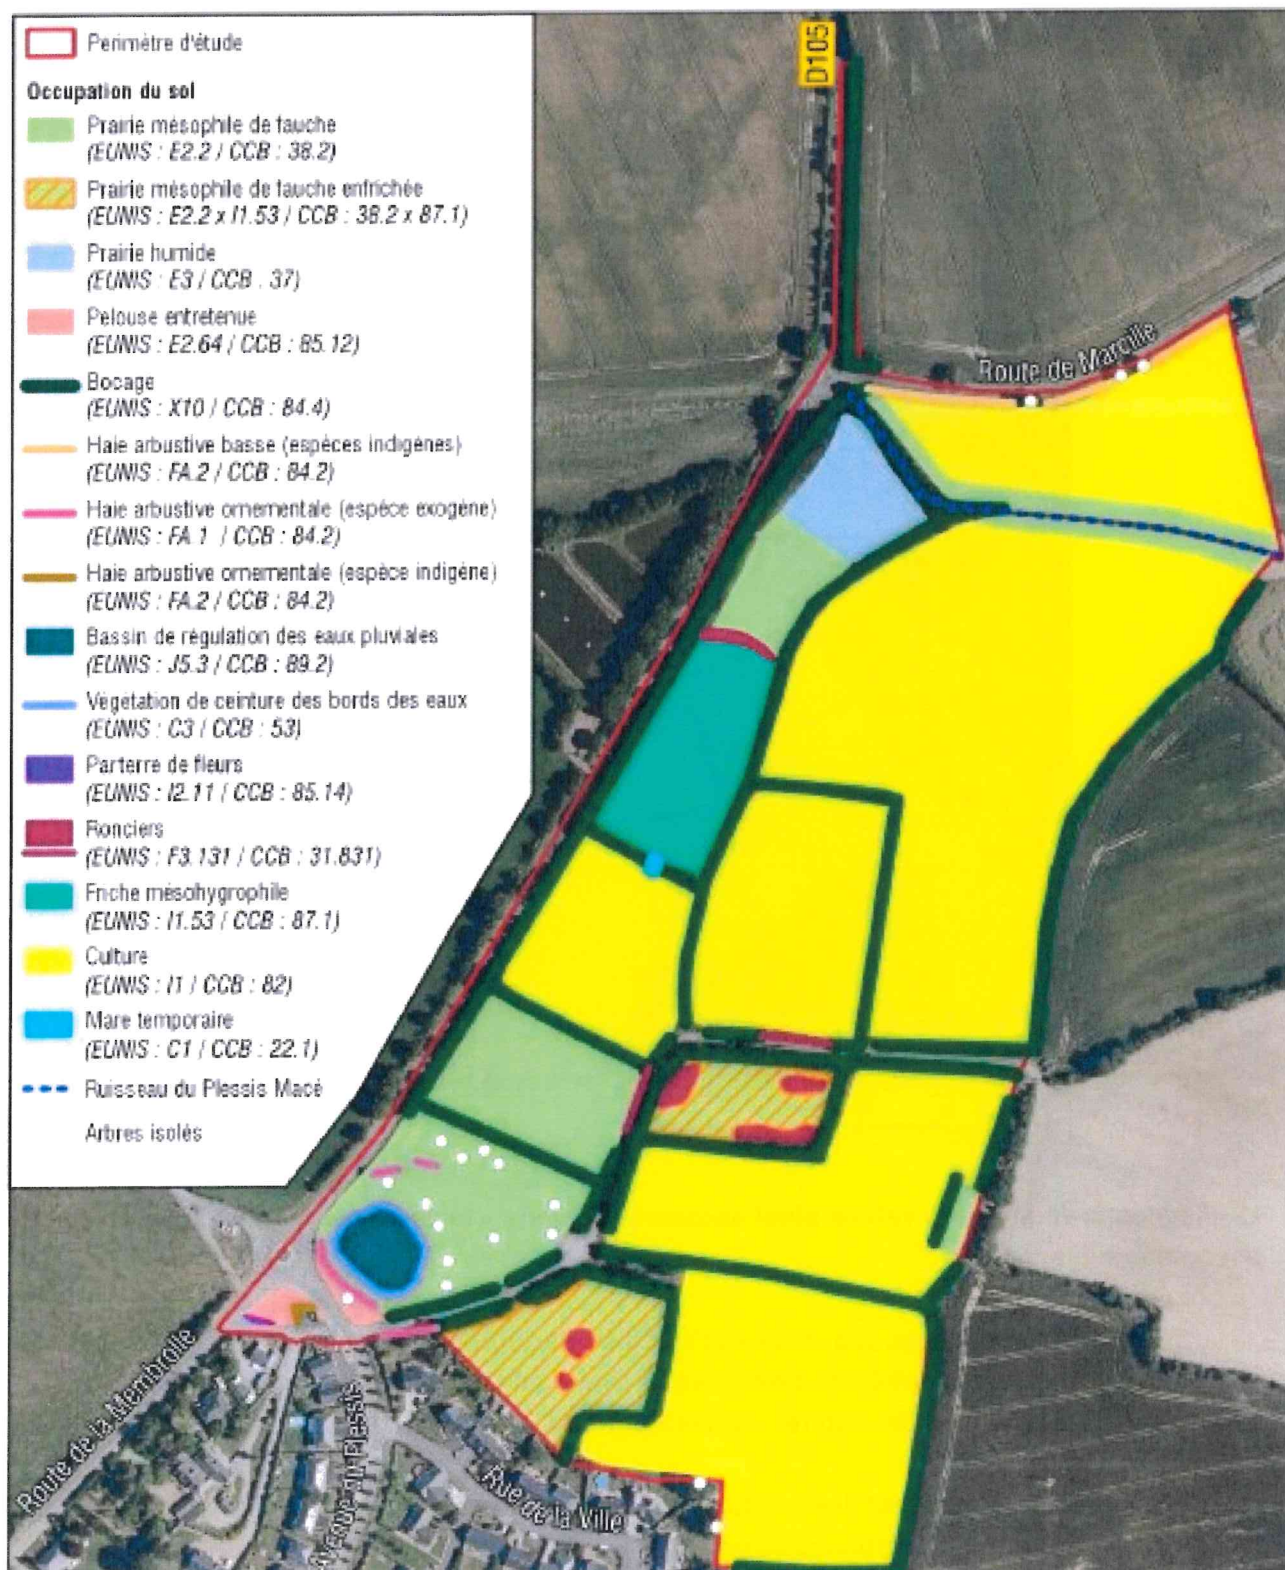 Périmètre d'étude
Occupation du sol
Prairie mésophile de fauche
(EUNIS : E2.2 / CCB : 38.2)
Prairie mésophile de fauche enfrichée
(EUNIS : E2.2 x I1.53 / CCB : 38.2 x 87.1)
Prairie humide
(EUNIS : E3 / CCB : 37)
Pelouse entretenue
(EUNIS : E2.64 / CCB : 85.12)
Bocage
(EUNIS : X10 / CCB : 84.4)
Haie arbustive basse (espèces indigènes)
(EUNIS : FA.2 / CCB : 84.2)
Haie arbustive ornementale (espèce exogène)
(EUNIS : FA.1 / CCB : 84.2)
Haie arbustive ornementale (espèce indigène)
(EUNIS : FA.2 / CCB : 84.2)
Bassin de régulation des eaux pluviales
(EUNIS : J5.3 / CCB : 89.2)
Végétation de ceinture des bords des eaux
(EUNIS : C3 / CCB : 53)
Parterre de fleurs
(EUNIS : I2.11 / CCB : 85.14)
Ronciers
(EUNIS : F3.131 / CCB : 31.831)
Friche mésohygrophile
(EUNIS : I1.53 / CCB : 87.1)
Culture
(EUNIS : I1 / CCB : 82)
Mare temporaire
(EUNIS : C1 / CCB : 22.1)
Ruisseau du Plessis Macé
Arbres isolés
D105
Route de Marcille
Route de la Membrolle
Avenue du Plessis
Rue de la Ville